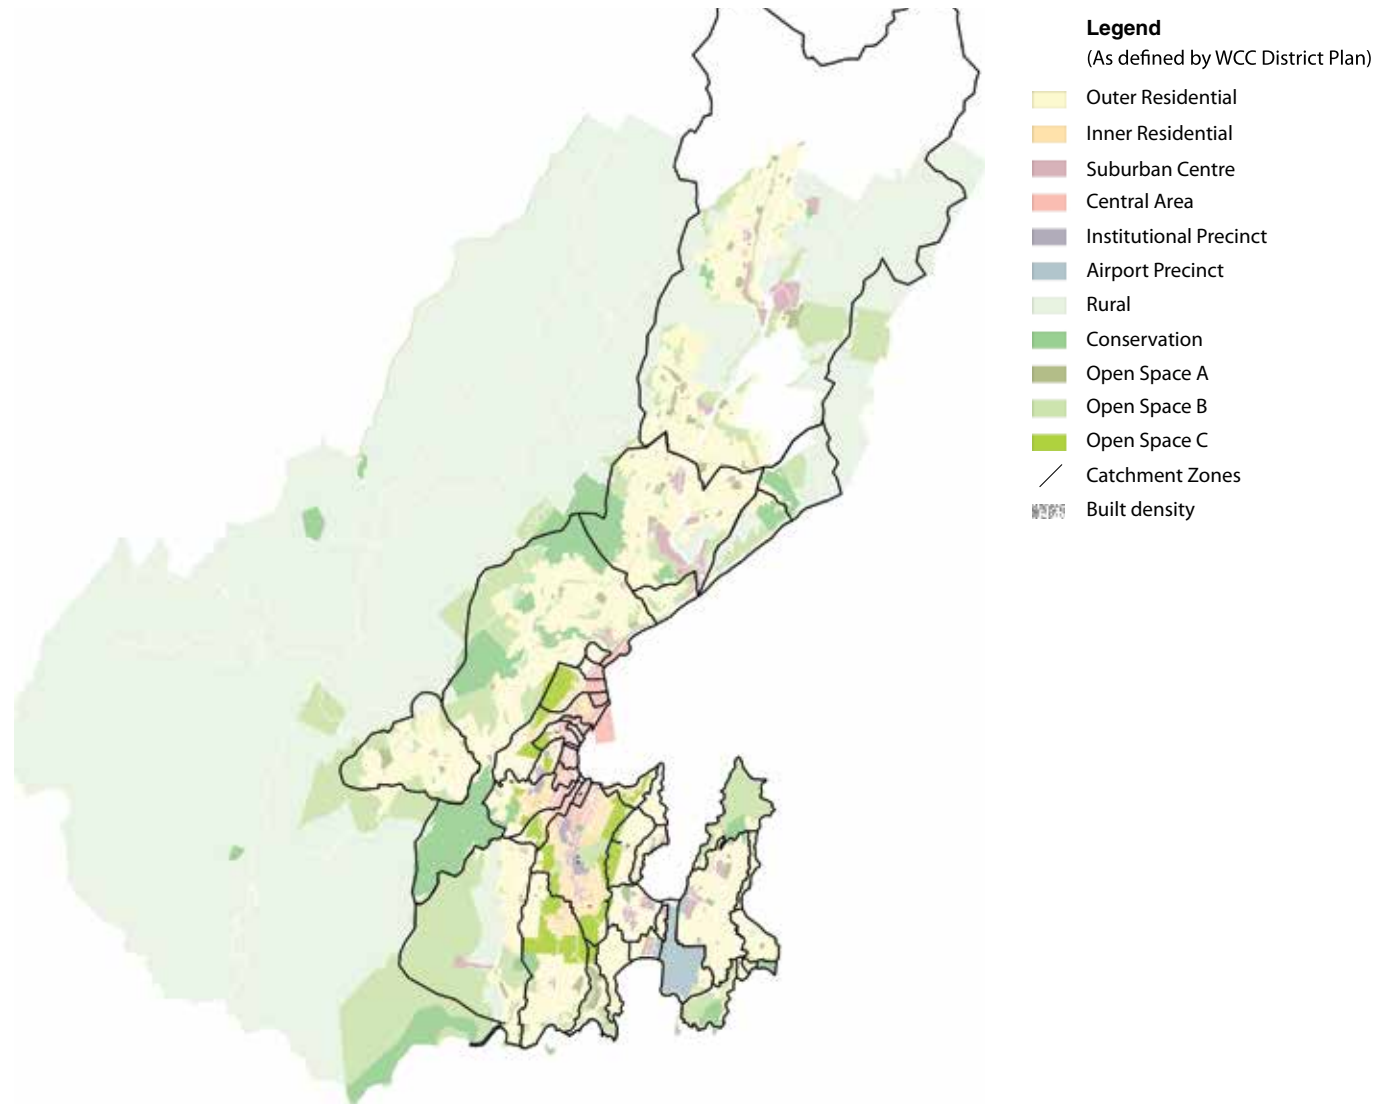 Legend
(As defined by WCC District Plan)
Outer Residential
Inner Residential
Suburban Centre
Central Area
Institutional Precinct
Airport Precinct
Rural
Conservation
Open Space A
Open Space B
Open Space C
Catchment Zones
Built density